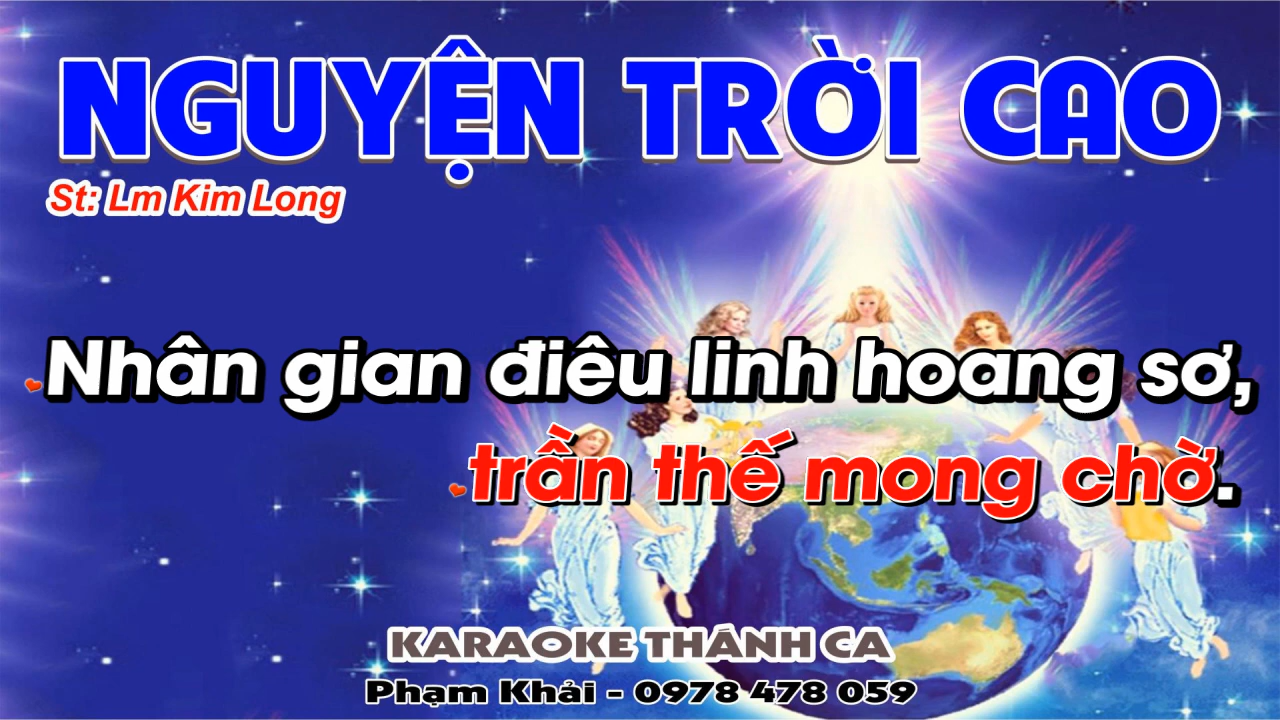 NGUYỆN TRỜI CAO
St: Lm Kim Long
Nhân gian điêu linh hoang sơ,
trần thế mong chờ.
KARAOKE THÁNH CA
Phạm Khải - 0978 478 059